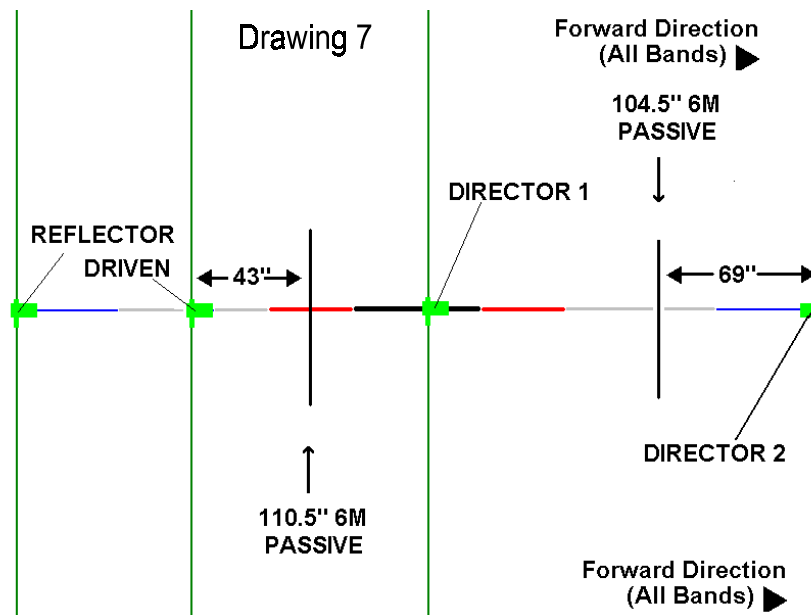 Drawing 7
Forward Direction
(All Bands)
104.5" 6M
PASSIVE
DIRECTOR 1
REFLECTOR
DRIVEN
43"
69"
DIRECTOR 2
110.5" 6M
PASSIVE
Forward Direction
(All Bands)